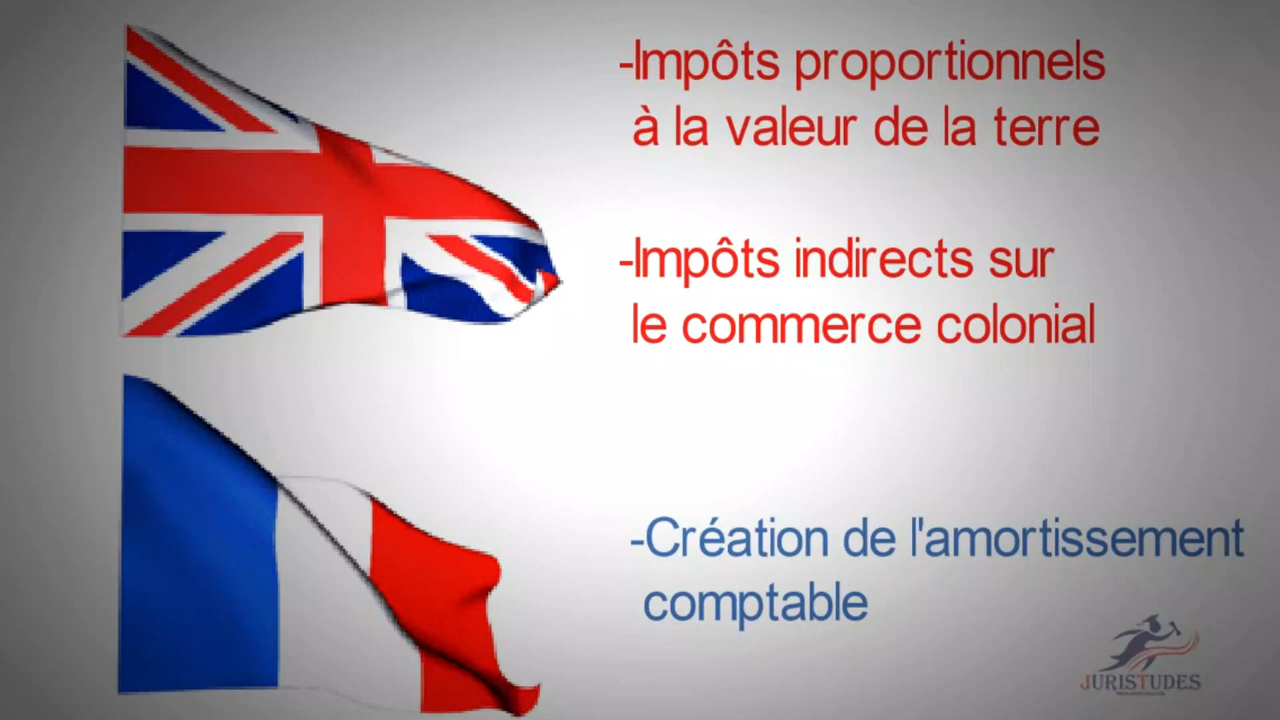 -Impôts proportionnels
à la valeur de la terre
-Impôts indirects sur
le commerce colonial
-Création de l'amortissement
comptable
JURISTUDES